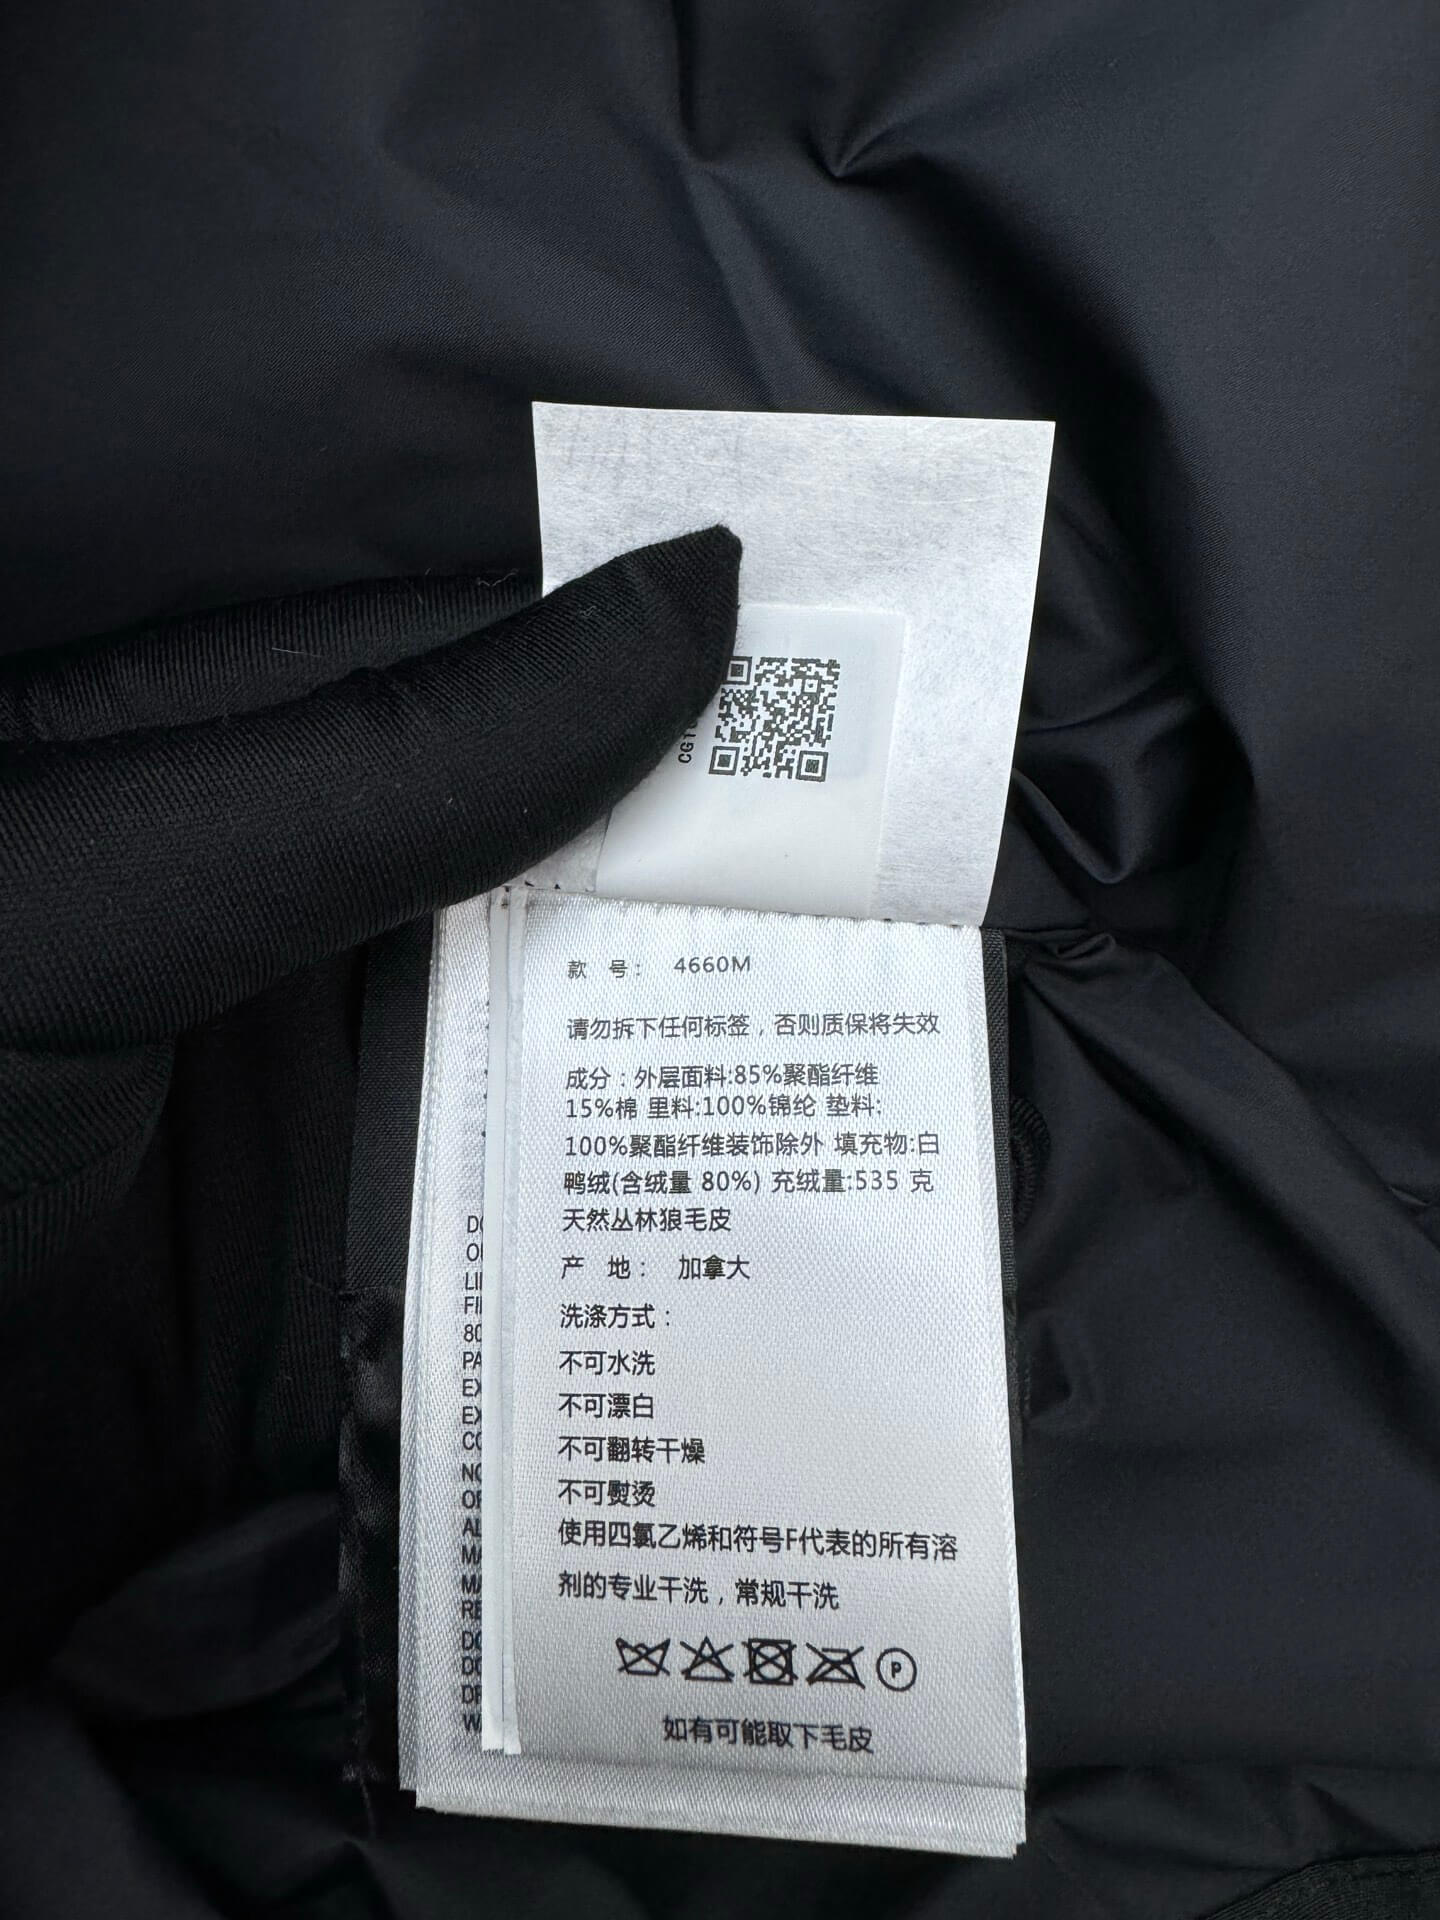 款 号： 4660M
请勿拆下任何标签，否则质保将失效
成分：外层面料:85%聚酯纤维
15%棉 里料:100%锦纶 垫料:
100%聚酯纤维装饰除外 填充物:白
鸭绒(含绒量 80%) 充绒量:535 克
天然丛林狼毛皮
产 地： 加拿大
洗涤方式：
不可水洗
不可漂白
不可翻转干燥
不可熨烫
使用四氯乙烯和符号F代表的所有溶
剂的专业干洗，常规干洗
P
如有可能取下毛皮